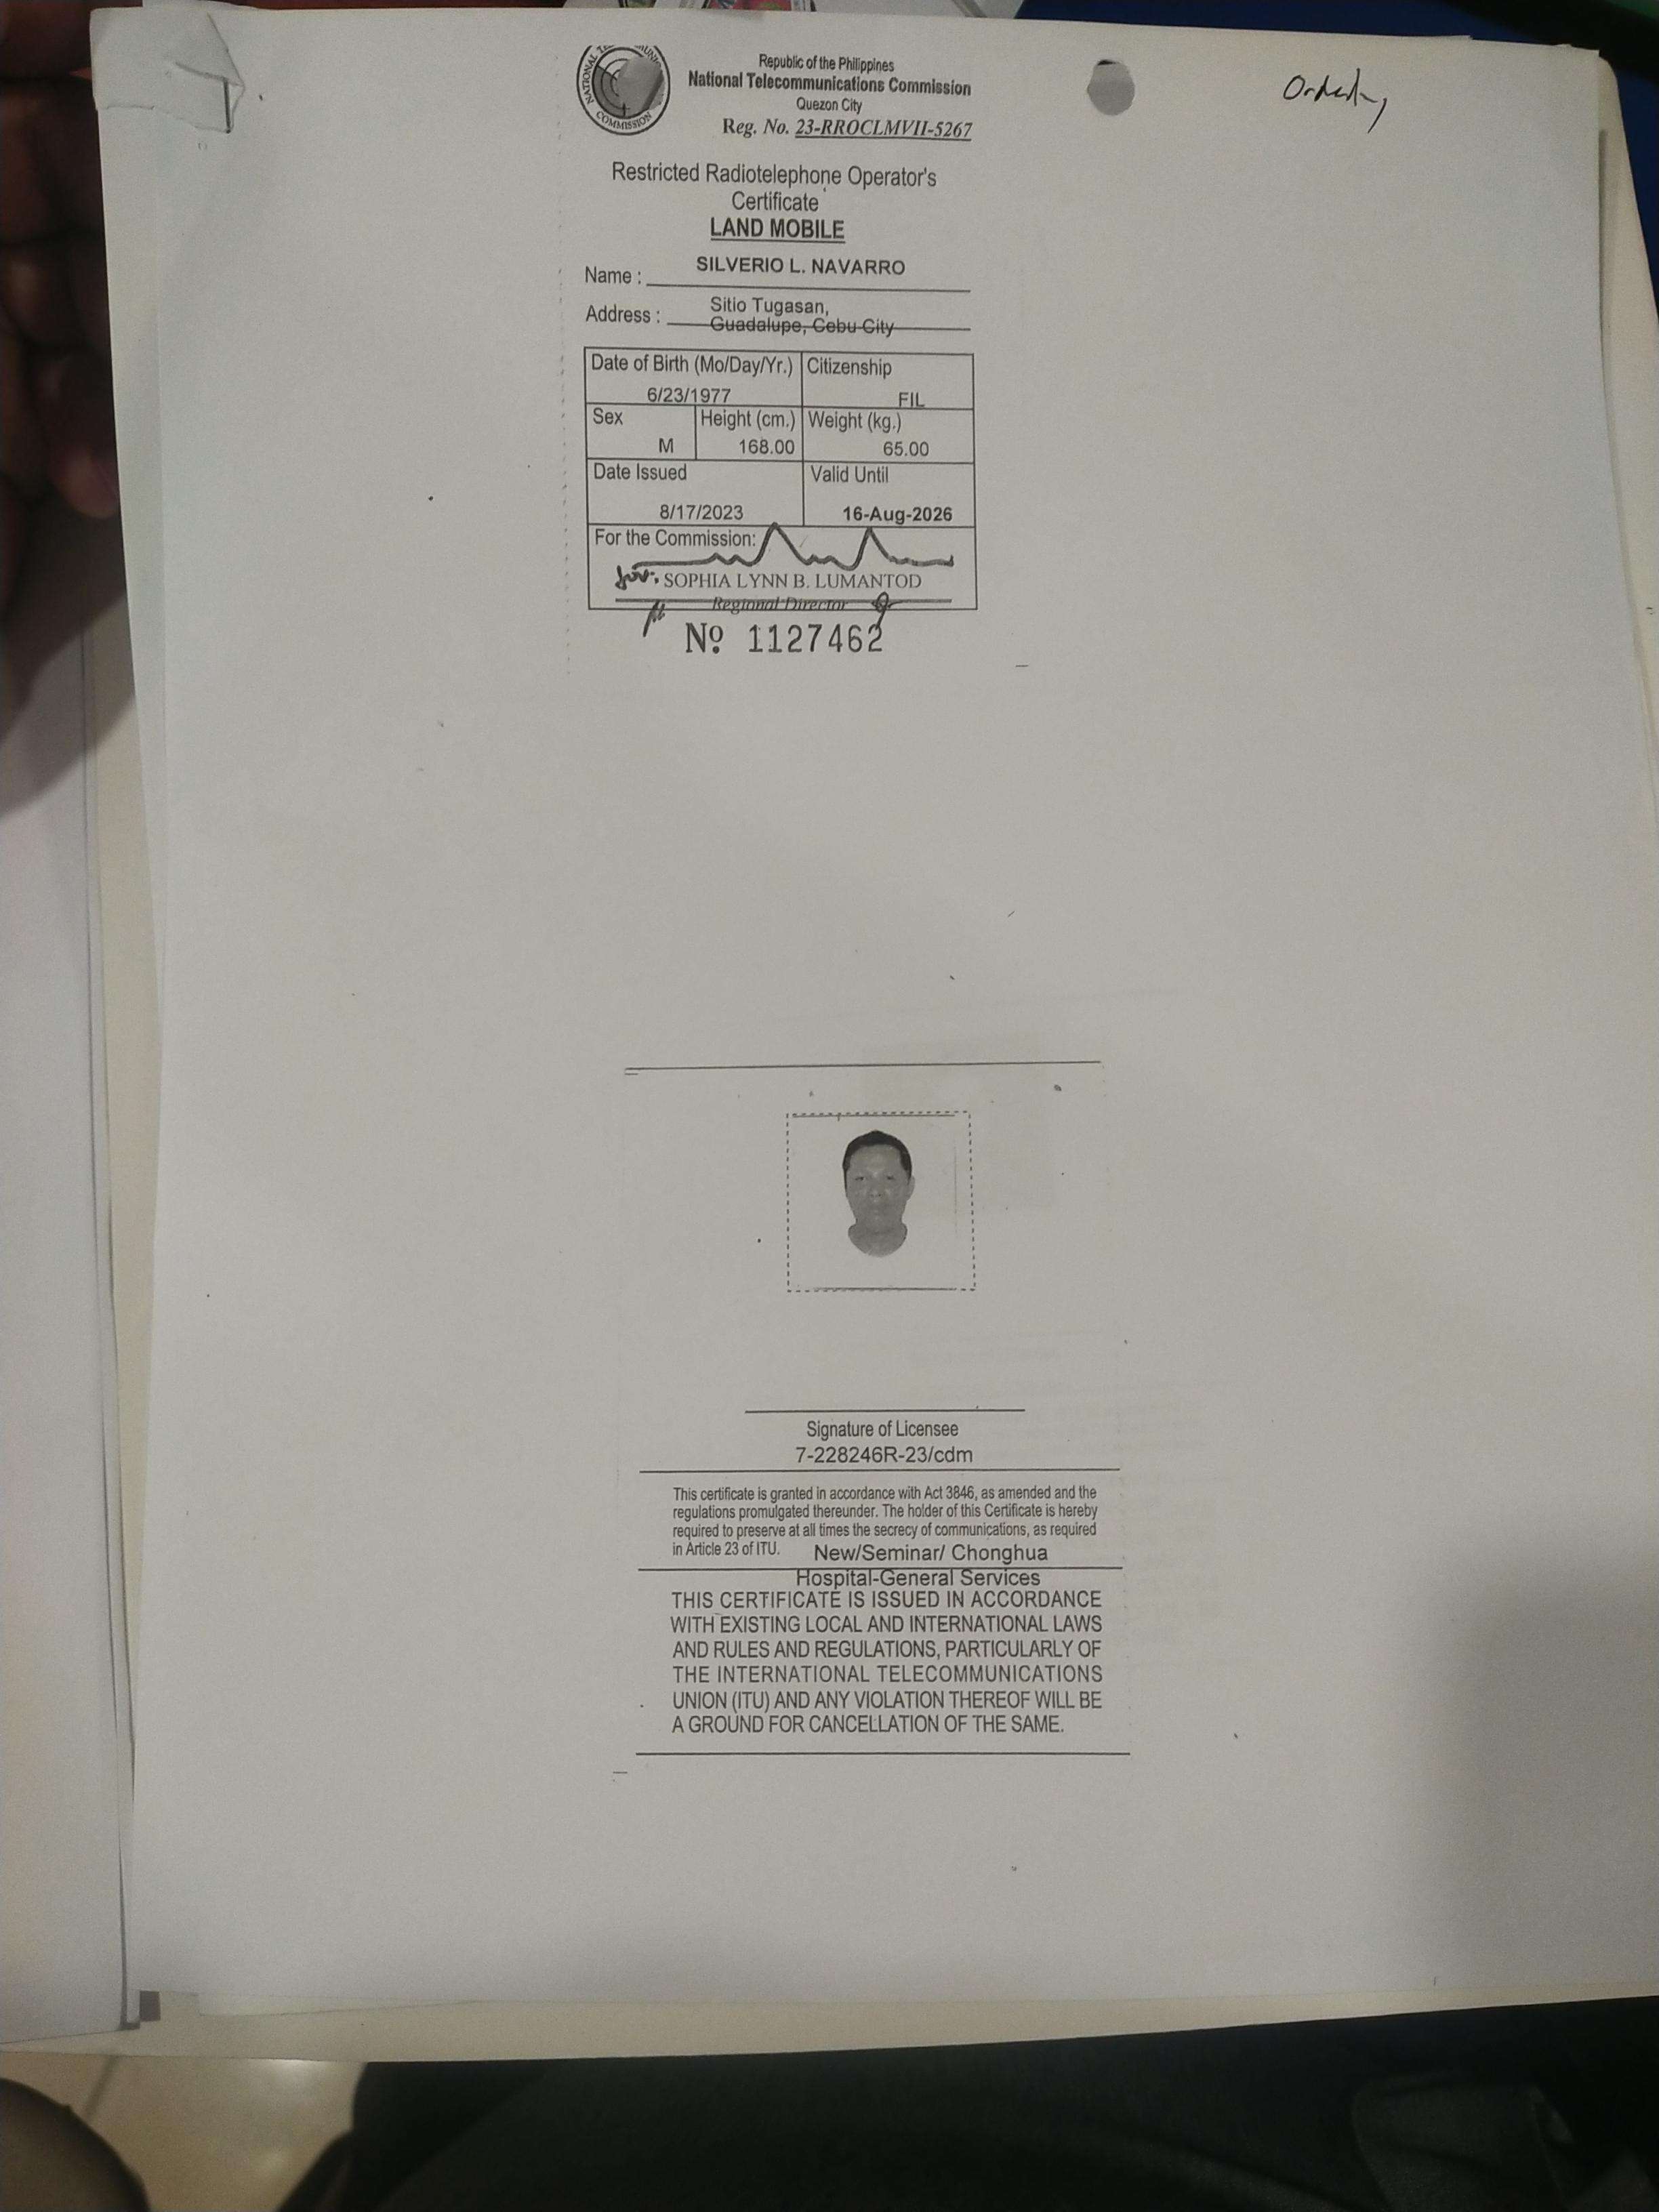 Republic of the Philippines
National Telecommunications Commission
Quezon City
Reg. No. 23-RROCLMVII-5267
NATIONAL
COMMISSION
Restricted Radiotelephone Operator's
Certificate
LAND MOBILE
Name : SILVERIO L. NAVARRO
Address : Sitio Tugasan,
Guadalupe, Cebu City
Date of Birth (Mo/Day/Yr.) Citizenship
6/23/1977 FIL
Sex Height (cm.) Weight (kg.)
M 168.00 65.00
Date Issued Valid Until
8/17/2023 16-Aug-2026
For the Commission:
SOPHIA LYNN B. LUMANTOD
Regional Director
Nº 1127462
Signature of Licensee
7-228246R-23/cdm
This certificate is granted in accordance with Act 3846, as amended and the
regulations promulgated thereunder. The holder of this Certificate is hereby
required to preserve at all times the secrecy of communications, as required
in Article 23 of ITU. New/Seminar/ Chonghua
Hospital-General Services
THIS CERTIFICATE IS ISSUED IN ACCORDANCE
WITH EXISTING LOCAL AND INTERNATIONAL LAWS
AND RULES AND REGULATIONS, PARTICULARLY OF
THE INTERNATIONAL TELECOMMUNICATIONS
UNION (ITU) AND ANY VIOLATION THEREOF WILL BE
A GROUND FOR CANCELLATION OF THE SAME.